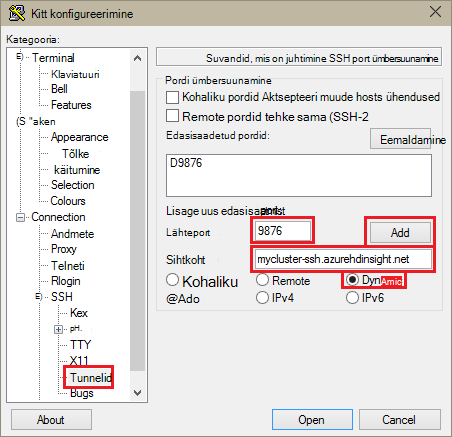 Kitt konfigureerimine
Kategooria:
Terminal
Klaviatuuri
Bell
Features
(S "aken
Appearance
Tõlke
käitumine
Selection
Colours
Connection
Andmete
Proxy
Telneti
Rlogin
SSH
Kex
pH.
TTY
X11
Tunnelid
Bugs
Suvandid, mis on juhtimine SSH port ümbersuunamine
Pordi ümbersuunamine
Kohaliku pordid Aktsepteeri muude hosts ühendused
Remote pordid tehke sama (SSH-2
Edasisaadetud pordid:
Eemaldamine
D9876
Lisage uus edasisaamist
Lähteport
9876
Add
Sihtkoht
mycluster-ssh.azurehdinsight.net
Kohaliku
Remote
DynAmic
@Ado
IPv4
IPv6
About
Open
Cancel